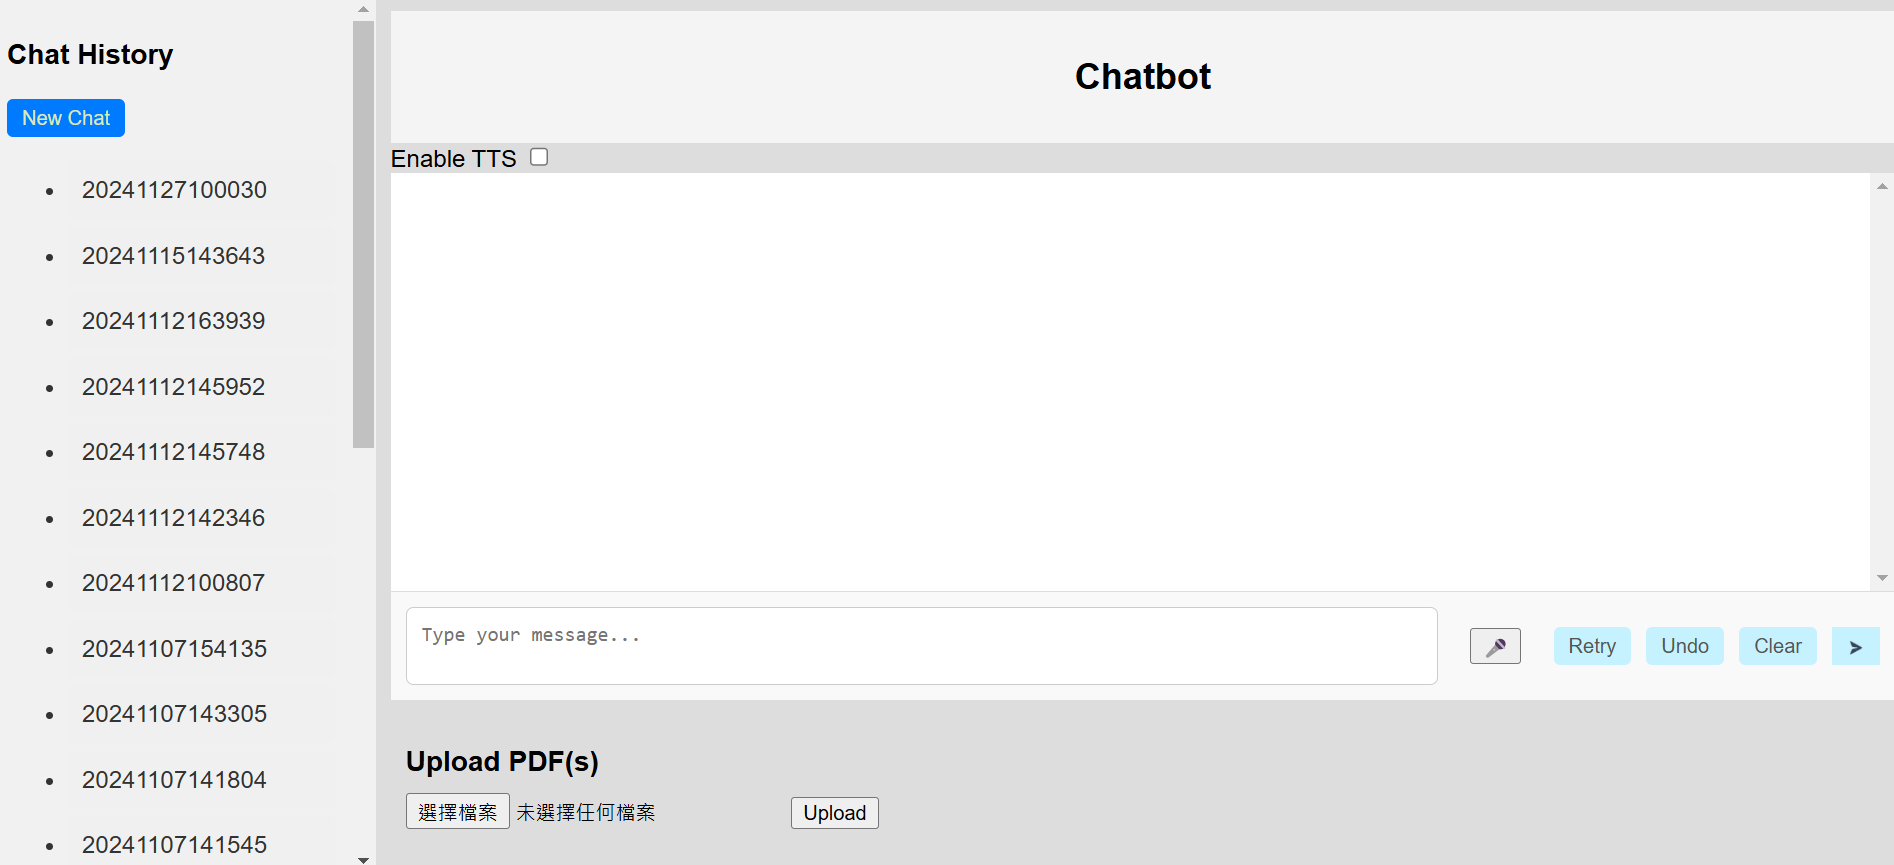 Chat History
New Chat
20241127100030
20241115143643
20241112163939
20241112145952
20241112145748
20241112142346
20241112100807
20241107154135
20241107143305
20241107141804
20241107141545
Chatbot
Enable TTS
Type your message...
Retry Undo Clear
Upload PDF(s)
選擇檔案 未選擇任何檔案 Upload